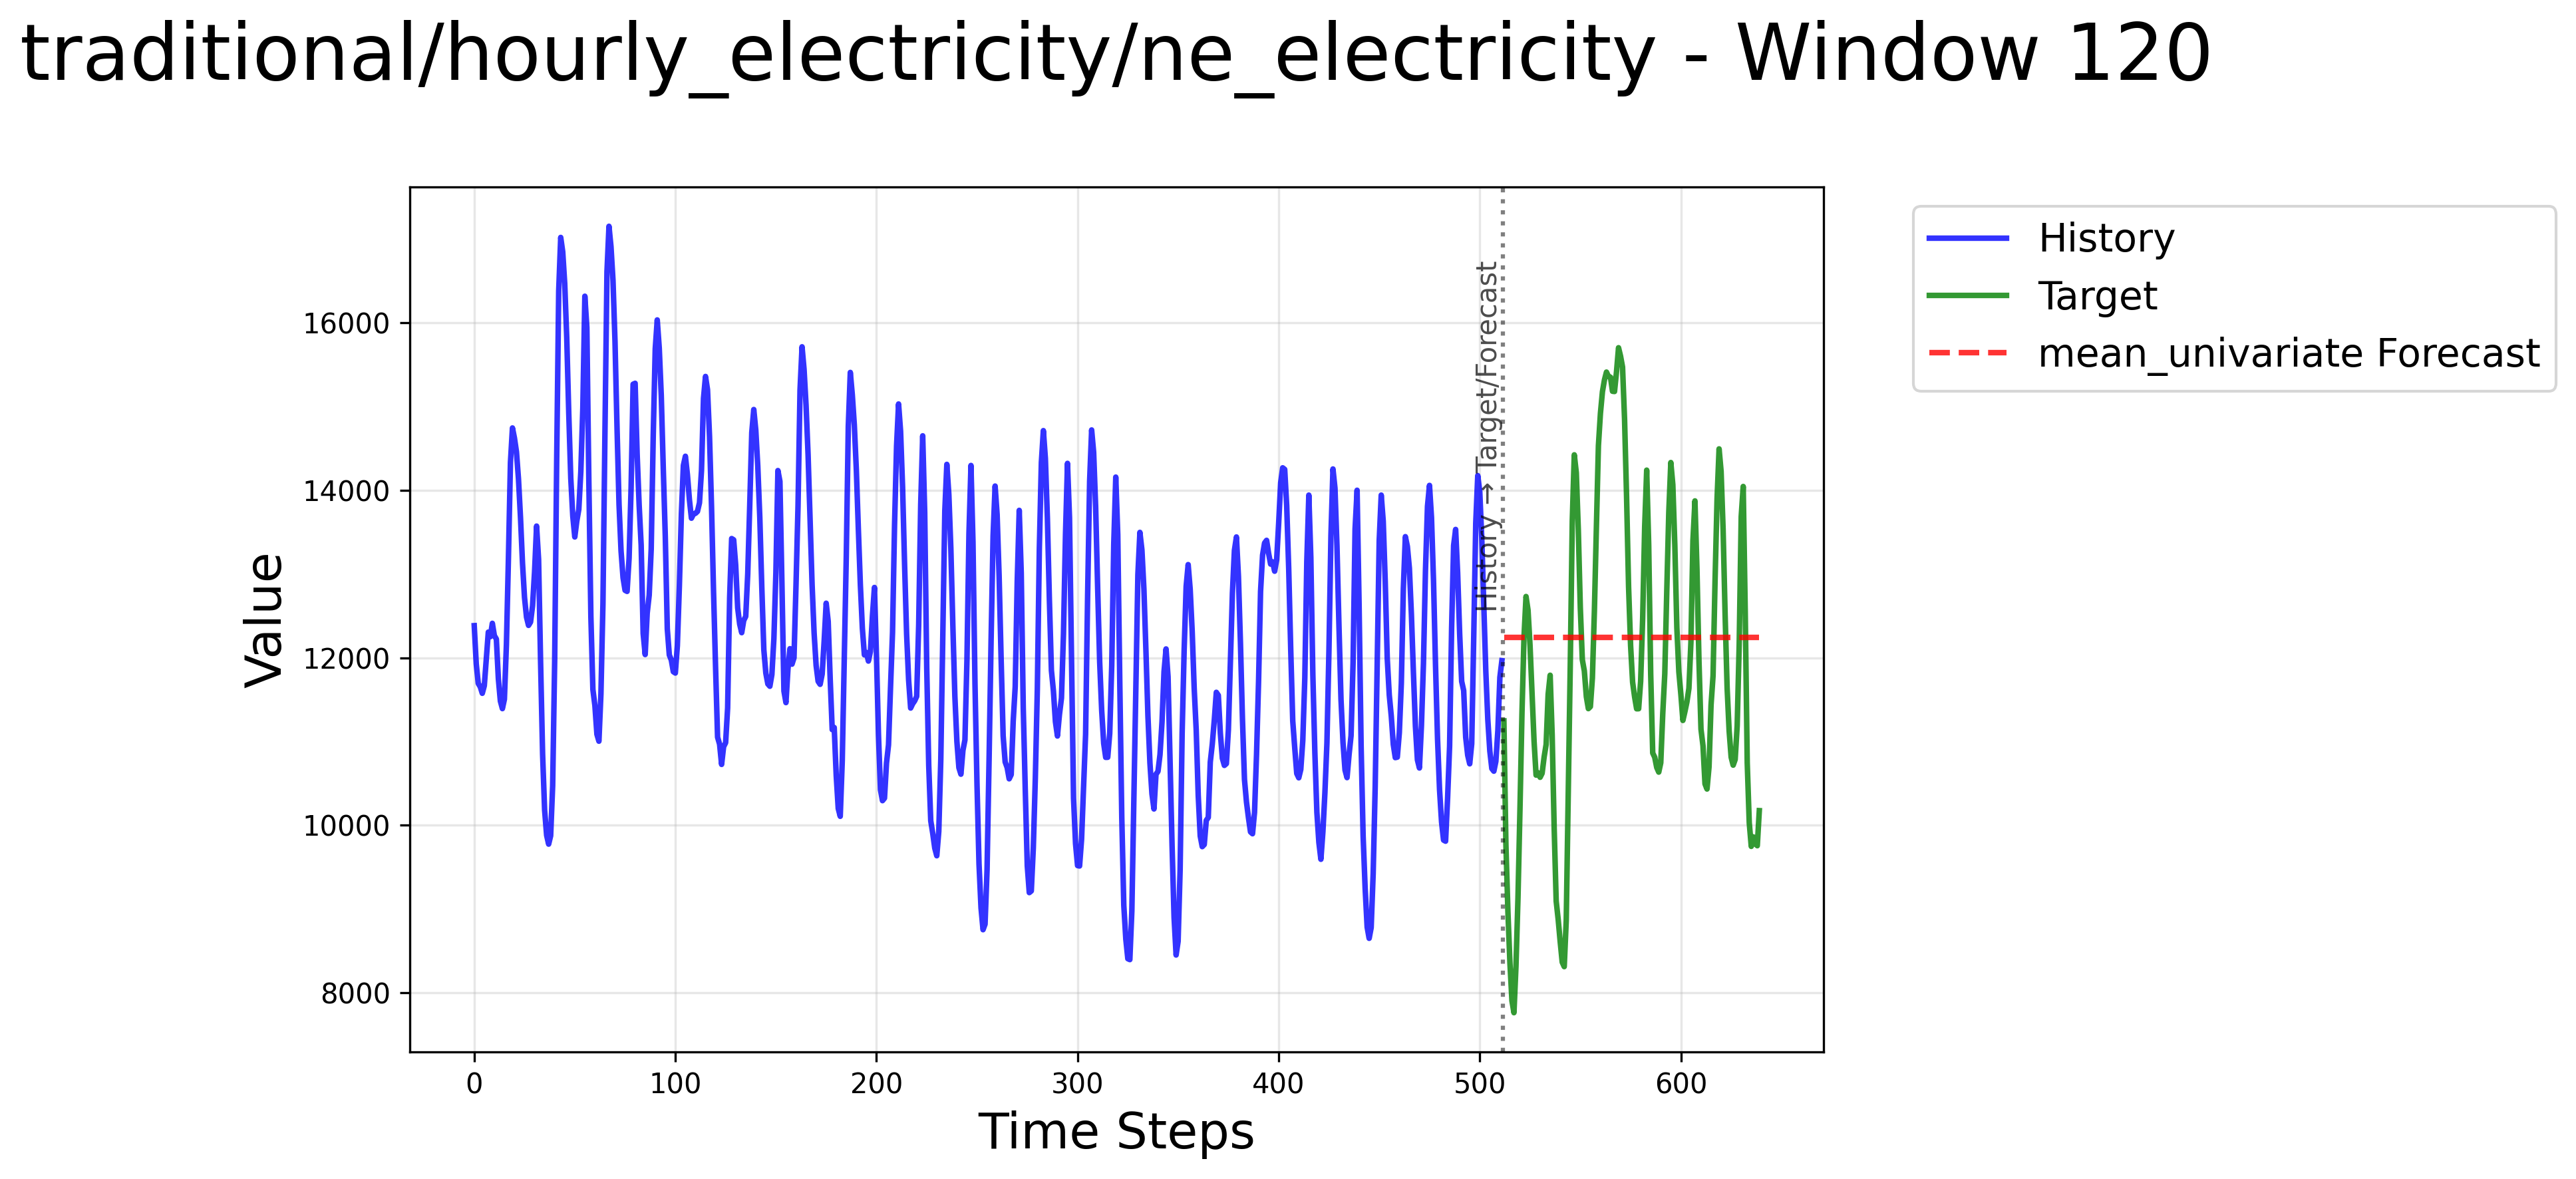 traditional/hourly_electricity/ne_electricity - Window 120
History
Target
mean_univariate Forecast
History → Target/Forecast
Value
16000
14000
12000
10000
8000
0
100
200
300
400
500
600
Time Steps